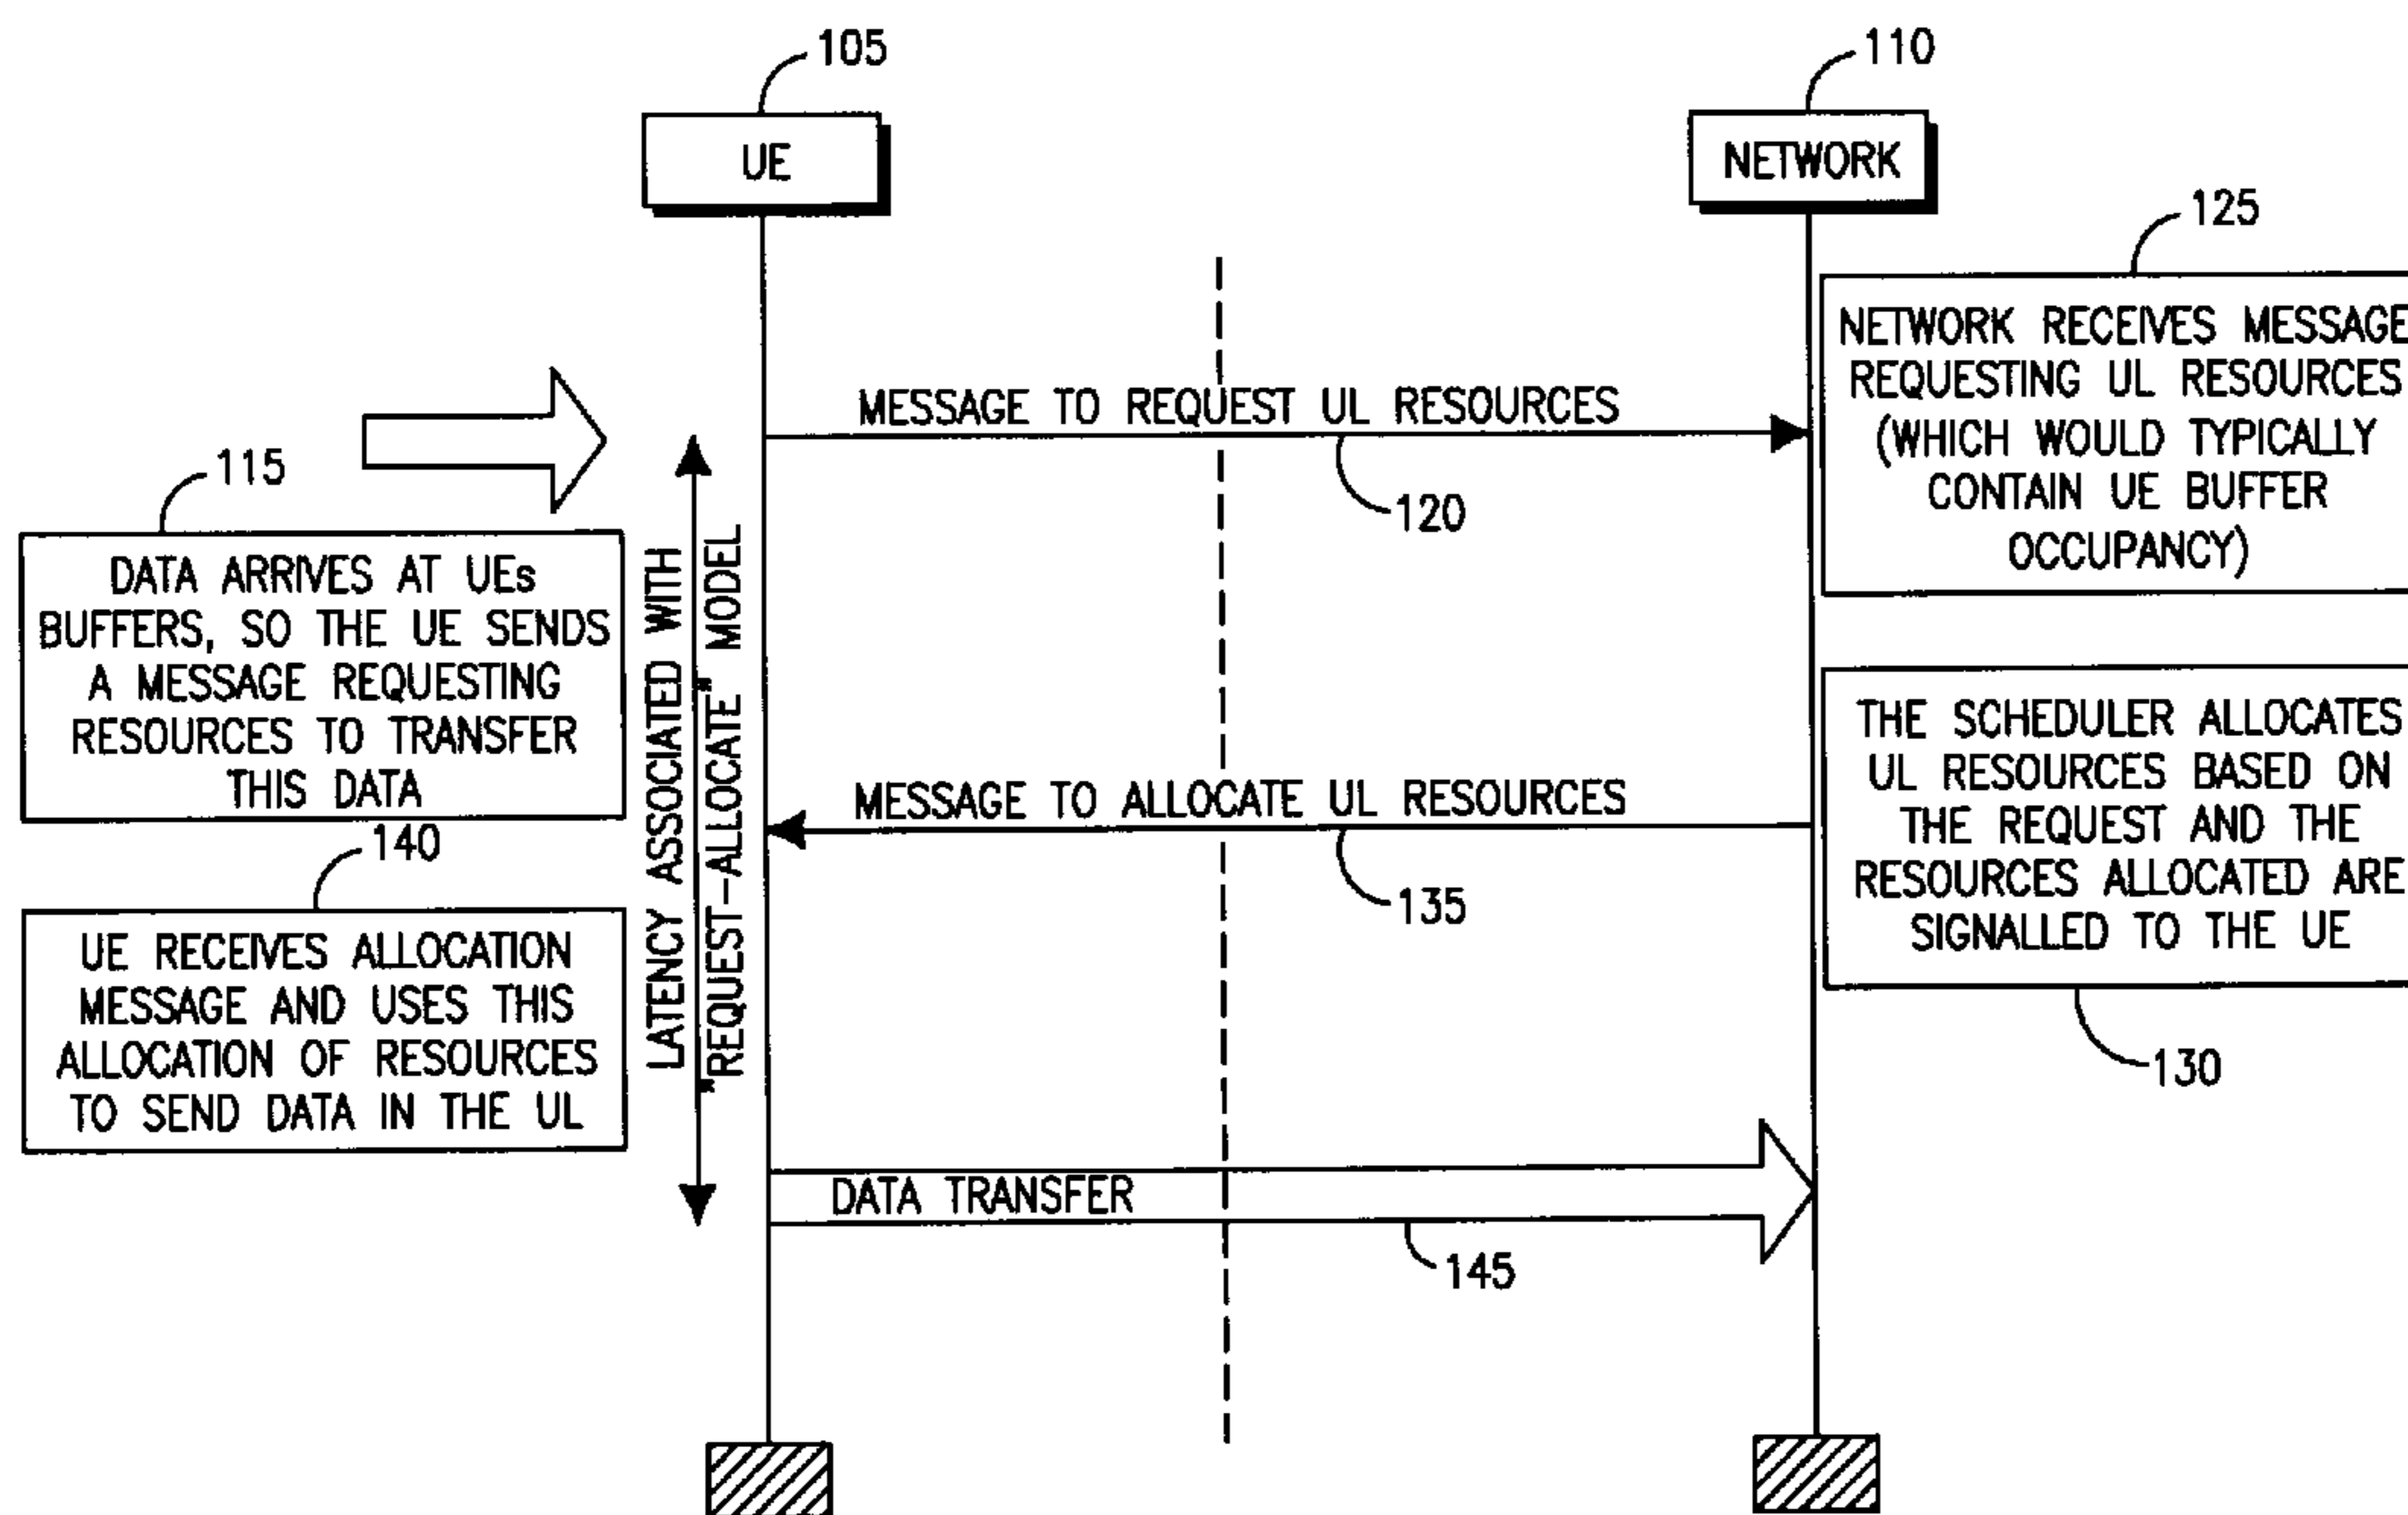 105
110
UE
NETWORK
125
NETWORK RECEIVES MESSAGE
REQUESTING UL RESOURCES
(WHICH WOULD TYPICALLY
CONTAIN UE BUFFER
OCCUPANCY)
MESSAGE TO REQUEST UL RESOURCES
120
115
DATA ARRIVES AT UEs
BUFFERS, SO THE UE SENDS
A MESSAGE REQUESTING
RESOURCES TO TRANSFER
THIS DATA
LATENCY ASSOCIATED WITH
"REQUEST-ALLOCATE" MODEL
THE SCHEDULER ALLOCATES
UL RESOURCES BASED ON
THE REQUEST AND THE
RESOURCES ALLOCATED ARE
SIGNALLED TO THE UE
130
MESSAGE TO ALLOCATE UL RESOURCES
135
140
UE RECEIVES ALLOCATION
MESSAGE AND USES THIS
ALLOCATION OF RESOURCES
TO SEND DATA IN THE UL
DATA TRANSFER
145